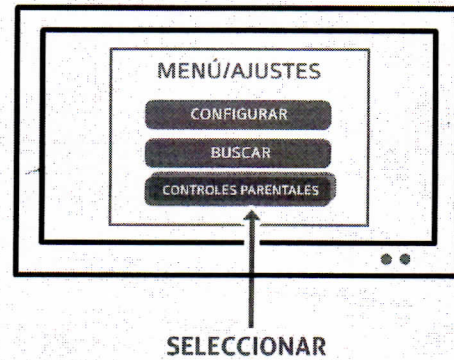 MENÚ/AJUSTES
CONFIGURAR
BUSCAR
CONTROLES PARENTALES
SELECCIONAR